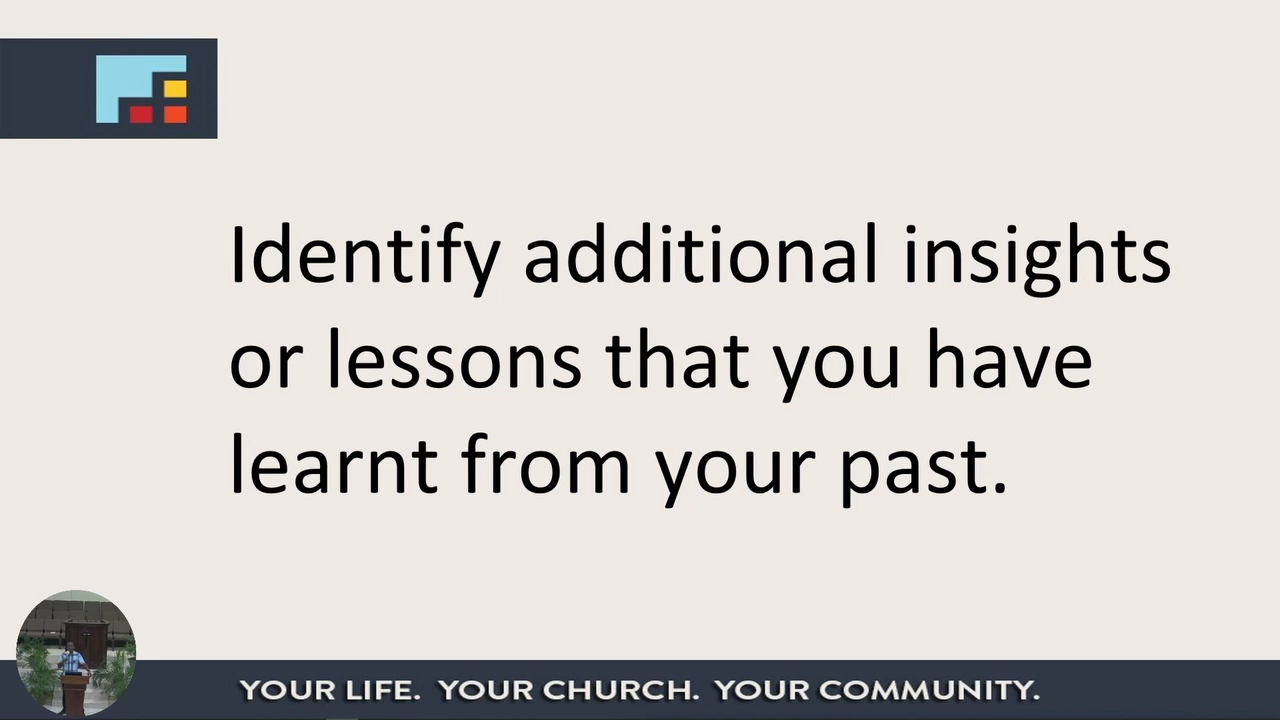 Identify additional insights
or lessons that you have
learnt from your past.
YOUR LIFE. YOUR CHURCH. YOUR COMMUNITY.